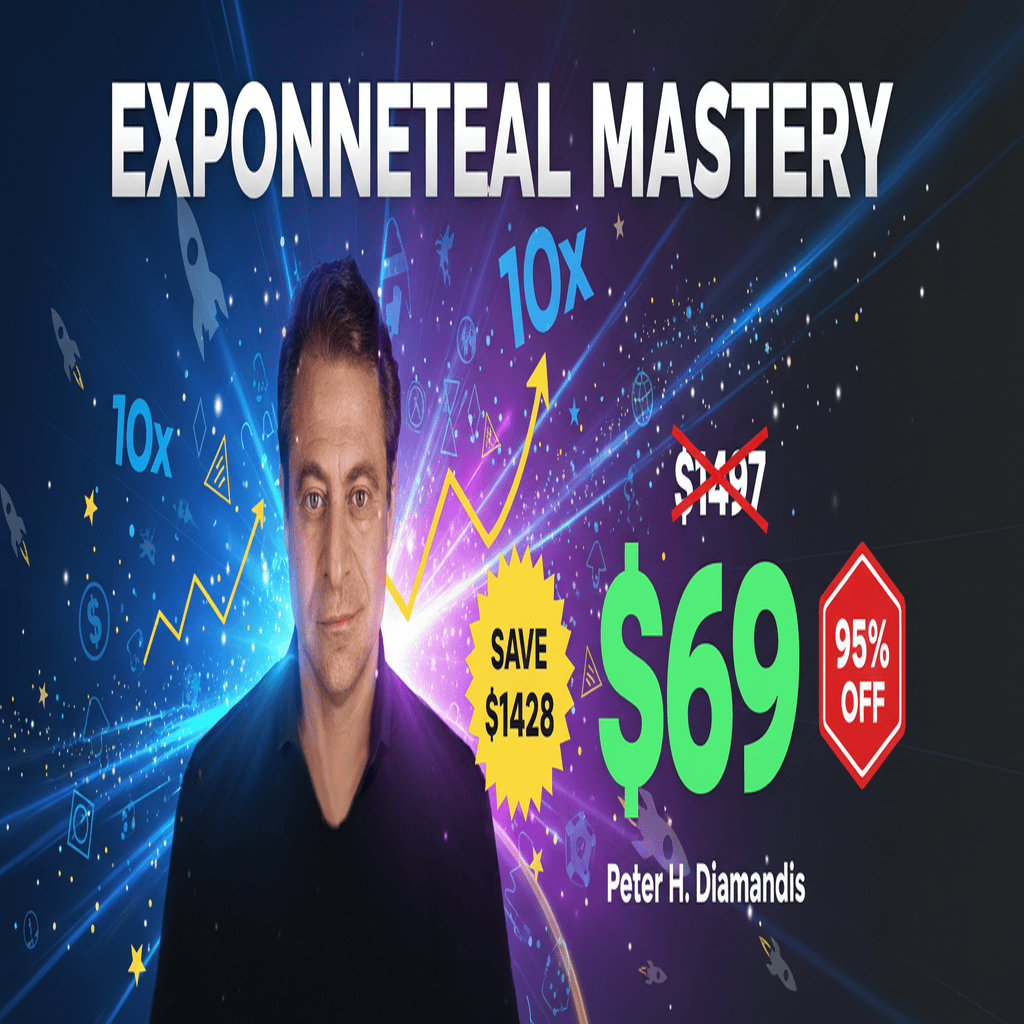 EXPONNETEAL MASTERY
10x
10x
$1497
SAVE
$1428
$69
95%
OFF
Peter H. Diamandis